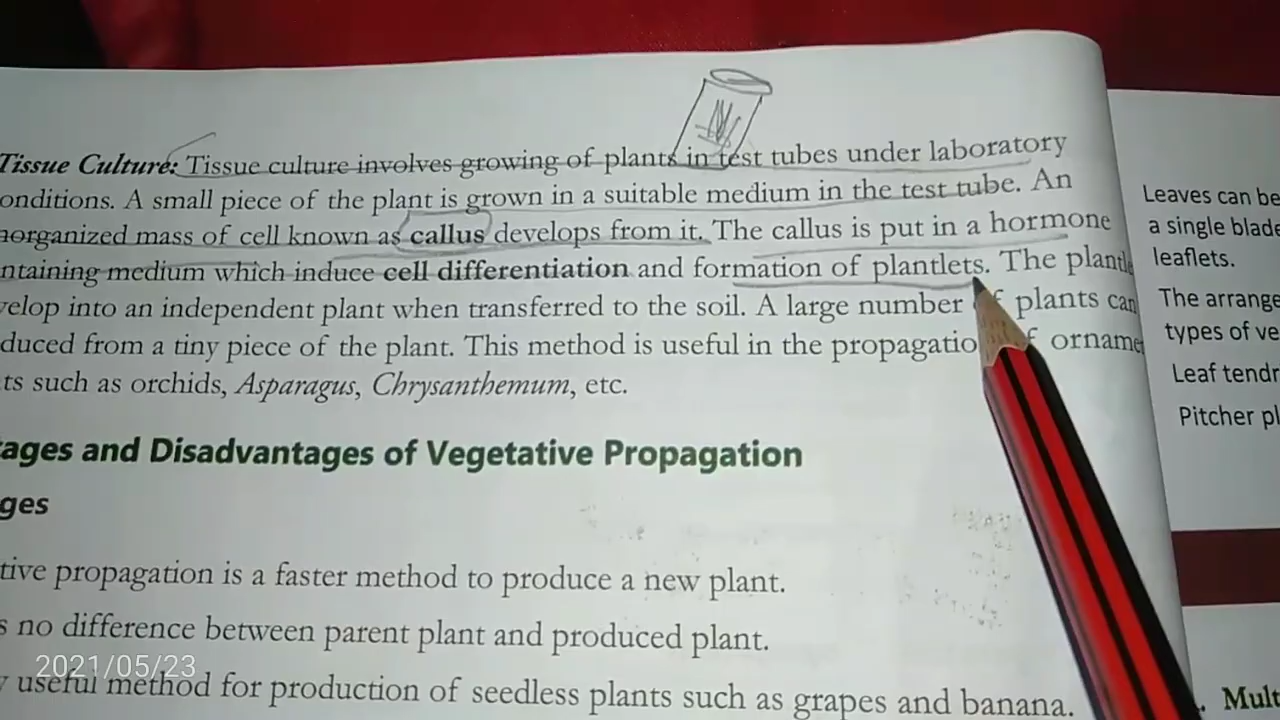 Tissue Culture: Tissue culture involves growing of plants in test tubes under laboratory
onditions. A small piece of the plant is grown in a suitable medium in the test tube. An
norganized mass of cell known as callus develops from it. The callus is put in a hormone
ntaining medium which induce cell differentiation and formation of plantlets. The plantle
velop into an independent plant when transferred to the soil. A large number of plants can
duced from a tiny piece of the plant. This method is useful in the propagatio f orname
ts such as orchids, Asparagus, Chrysanthemum, etc.
ages and Disadvantages of Vegetative Propagation
ges
tive propagation is a faster method to produce a new plant.
s no difference between parent plant and produced plant.
y useful method for production of seedless plants such as grapes and banana.
2021/05/23
Leaves can be
a single blade
leaflets.
The arrange
types of ve
Leaf tendr
Pitcher pl
. Mult